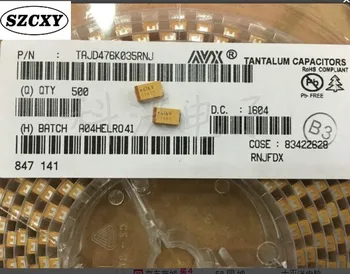 SZCXY
P/N : TAJD476K035RNJ
AVX
TANTALUM CAPACITORS
RoHS COMPLIANT
Pb-FREE
(Q) QTY 500
D.C. : 1604
B3
(H) BATCH A04HELR041
COSE : 83422628
RNJFDX
847 141